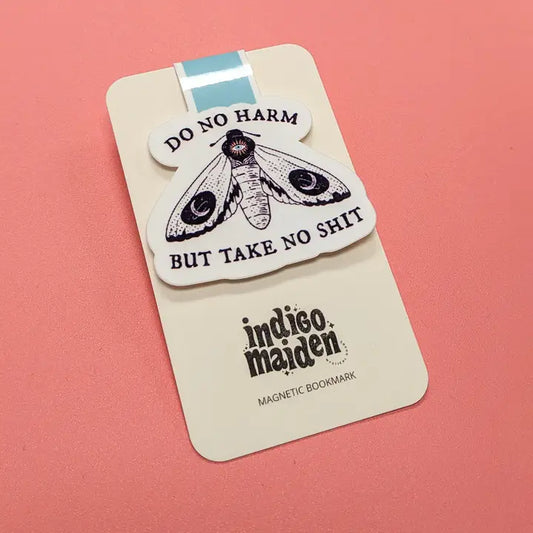 DO NO HARM
BUT TAKE NO SHIT
indigo
maiden
MAGNETIC BOOKMARK